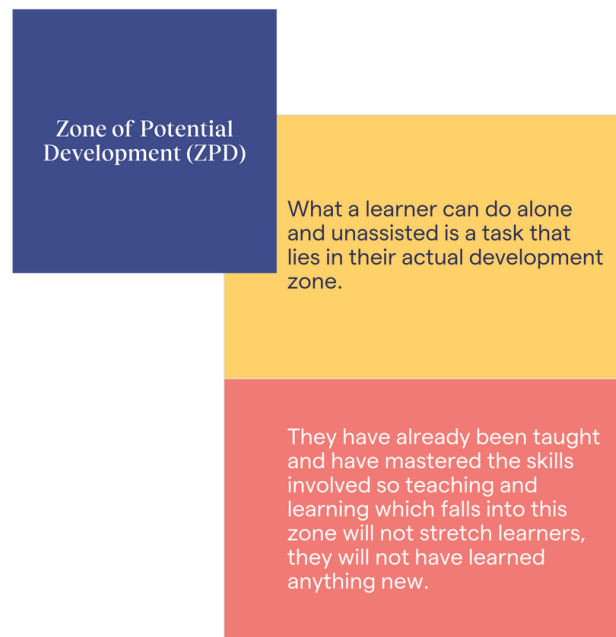 Zone of Potential
Development (ZPD)
What a learner can do alone
and unassisted is a task that
lies in their actual development
zone.
They have already been taught
and have mastered the skills
involved so teaching and
learning which falls into this
zone will not stretch learners,
they will not have learned
anything new.